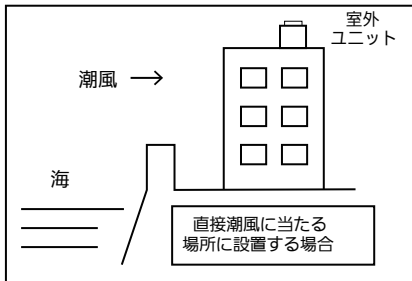 室外
ユニット
潮風
海
直接潮風に当たる
場所に設置する場合